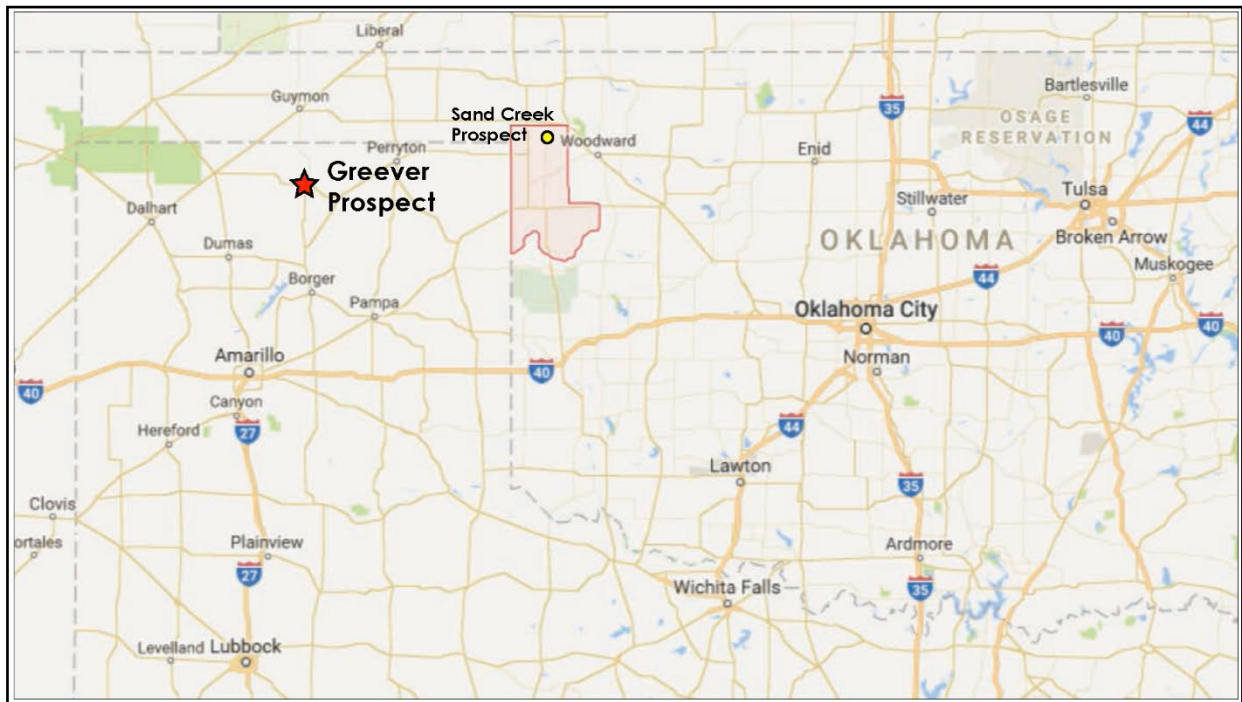 Liberal
Bartlesville
Guymon
35
OSAGE
RESERVATION
44
Sand Creek
Prospect
Woodward
Perryton
Enid
Greever
Prospect
Tulsa
Stillwater
Dalhart
OKLAHOMA
Broken Arrow
Dumas
Muskogee
44
Borger
Pampa
Oklahoma City
40
40
Amarillo
Norman
40
40
Canyon
Hereford
27
44
Lawton
35
Clovis
ortales
Plainview
Ardmore
27
Wichita Falls
35
Levelland
Lubbock